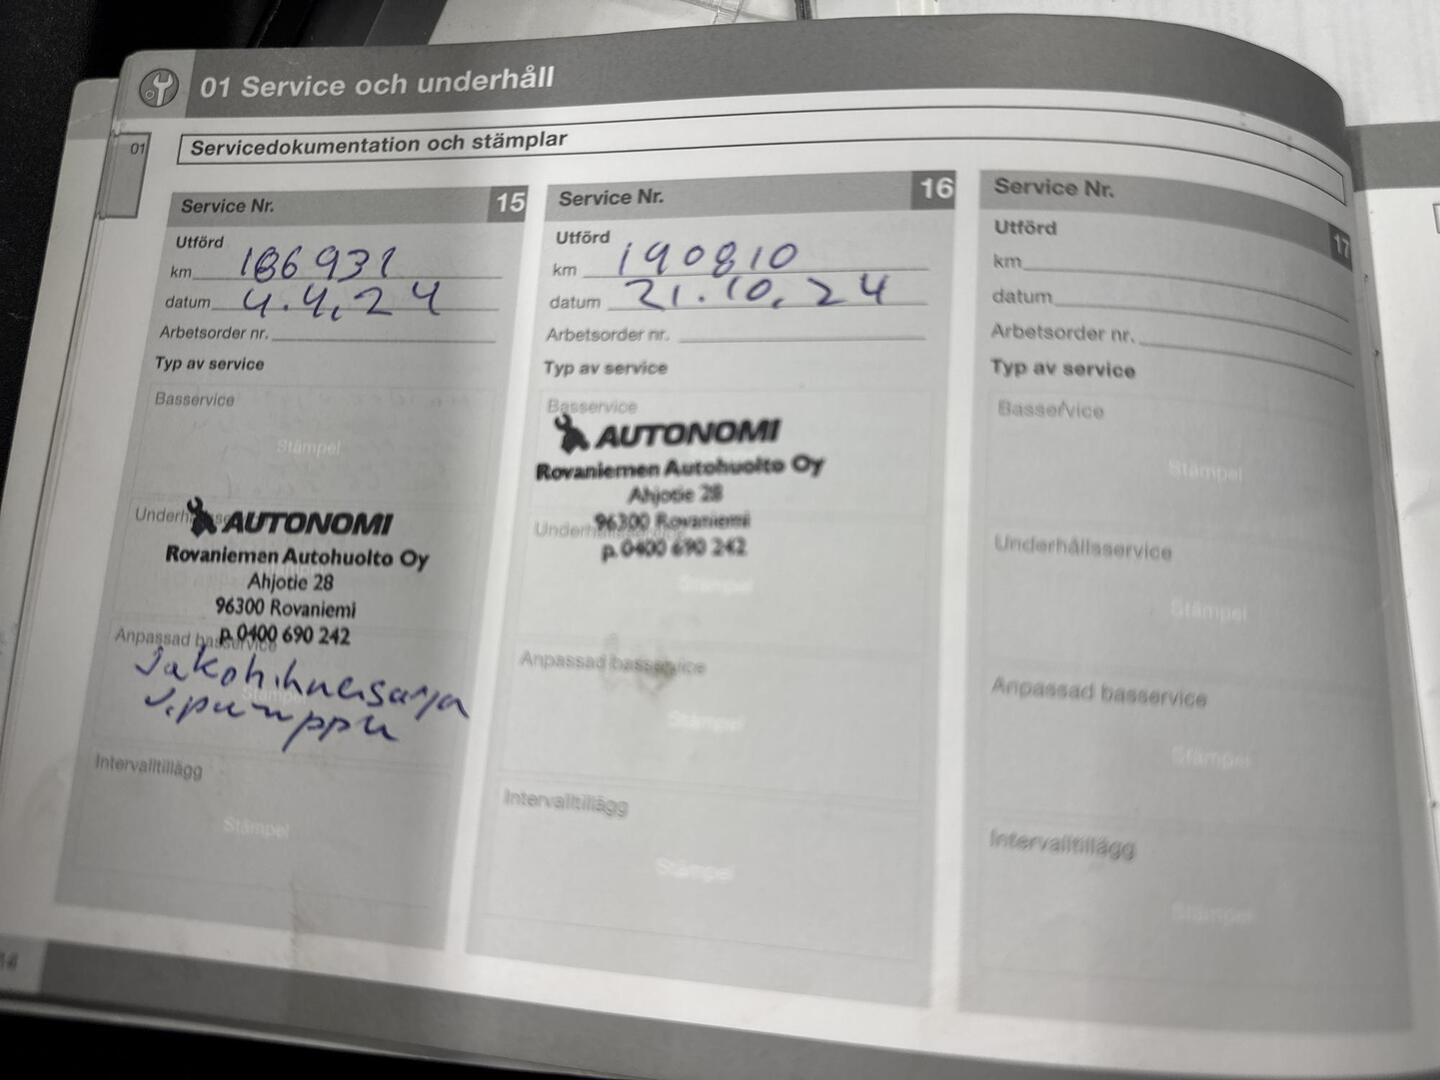 01 Service och underhåll
01
Servicedokumentation och stämplar
Service Nr. 15
Utförd
km 186931
datum 4.4.24
Arbetsorder nr.
Typ av service
Basservice
Stämpel
AUTONOMI
Rovaniemen Autohuolto Oy
Ahjotie 28
96300 Rovaniemi
p. 0400 690 242
Anpassad basservice
Jakohihnasarja
v.pumppu
Intervalltillägg
Stämpel
Service Nr. 16
Utförd
km 190810
datum 21.10.24
Arbetsorder nr.
Typ av service
Basservice
AUTONOMI
Rovaniemen Autohuolto Oy
Ahjotie 28
96300 Rovaniemi
Underhållsservice
p. 0400 690 242
Stämpel
Anpassad basservice
Stämpel
Intervalltillägg
Stämpel
Service Nr. 17
Utförd
km
datum
Arbetsorder nr.
Typ av service
Basservice
Stämpel
Underhållsservice
Stämpel
Anpassad basservice
Stämpel
Intervalltillägg
Stämpel